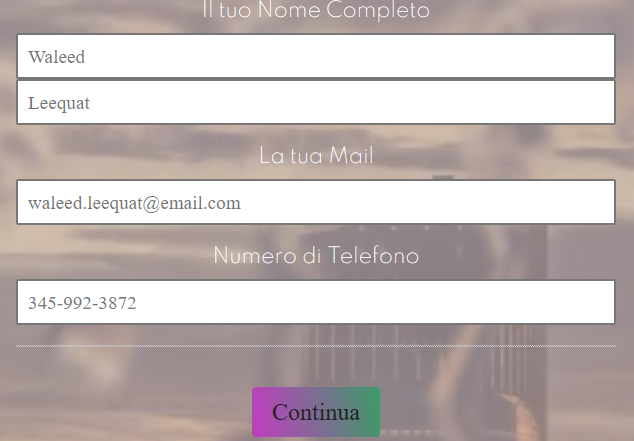 Il tuo Nome Completo
Waleed
Leequat
La tua Mail
waleed.leequat@email.com
Numero di Telefono
345-992-3872
Continua